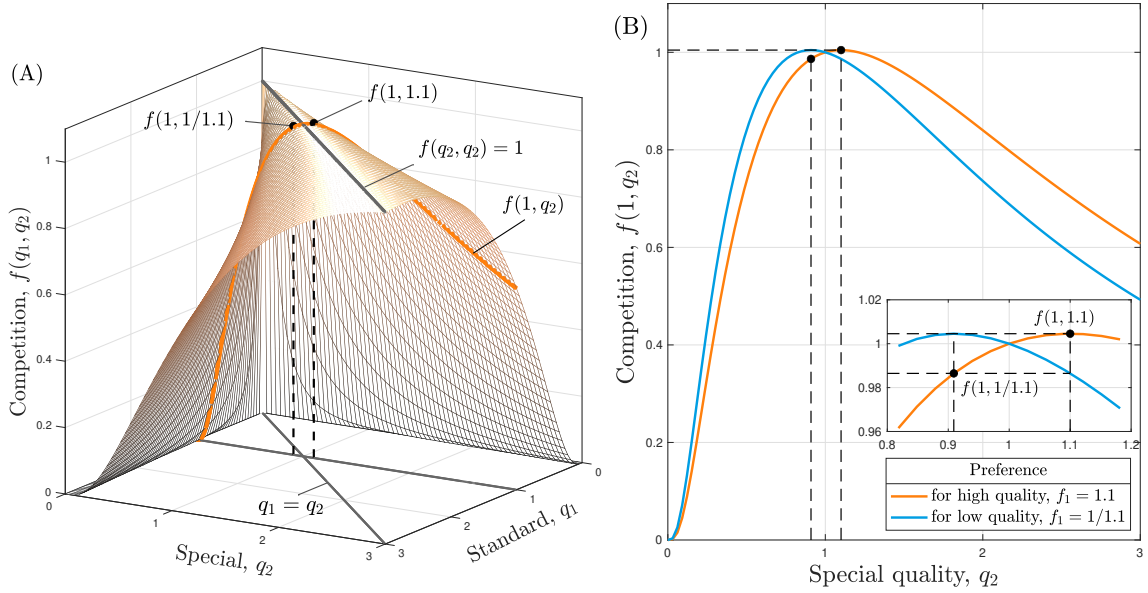 (A)
f(1, 1.1)
f(1, 1/1.1)
f(q₂, q₂) = 1
f(1, q₂)
Competition, f(q₁, q₂)
1
0.8
0.6
0.4
0.2
0
0
1
2
3
Special, q₂
q₁ = q₂
0
1
2
3
Standard, q₁
(B)
Competition, f(1, q₂)
1
0.8
0.6
0.4
0.2
0
0
1
2
3
Special quality, q₂
1.02
1
0.98
0.96
0.8
0.9
1
1.1
1.2
f(1, 1.1)
f(1, 1/1.1)
Preference
for high quality, f₁ = 1.1
for low quality, f₁ = 1/1.1